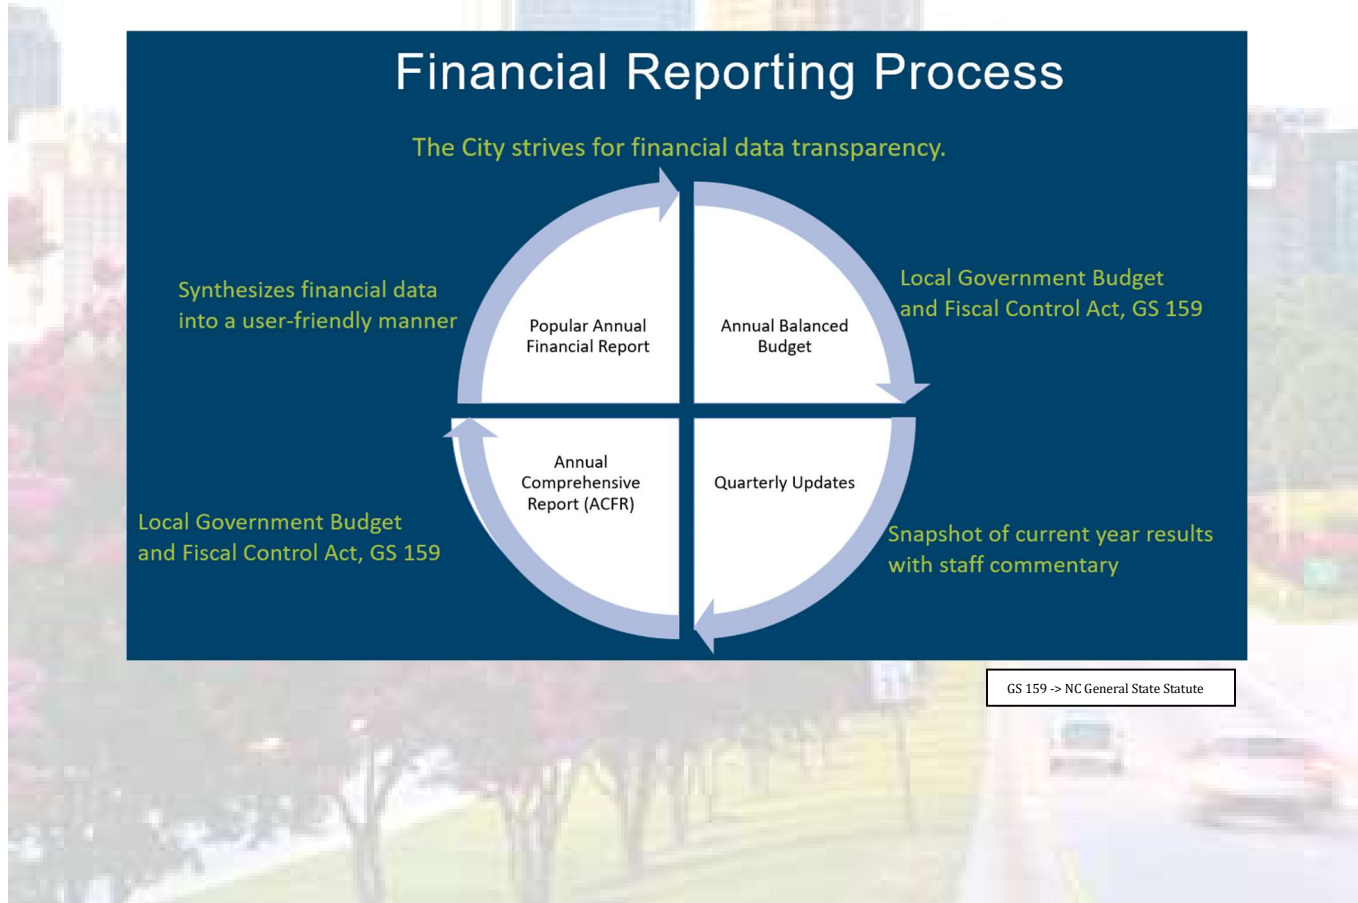 Financial Reporting Process
The City strives for financial data transparency.
Synthesizes financial data
into a user-friendly manner
Popular Annual
Financial Report
Annual Balanced
Budget
Local Government Budget
and Fiscal Control Act, GS 159
Annual
Comprehensive
Report (ACFR)
Quarterly Updates
Local Government Budget
and Fiscal Control Act, GS 159
Snapshot of current year results
with staff commentary
GS 159 -> NC General State Statute